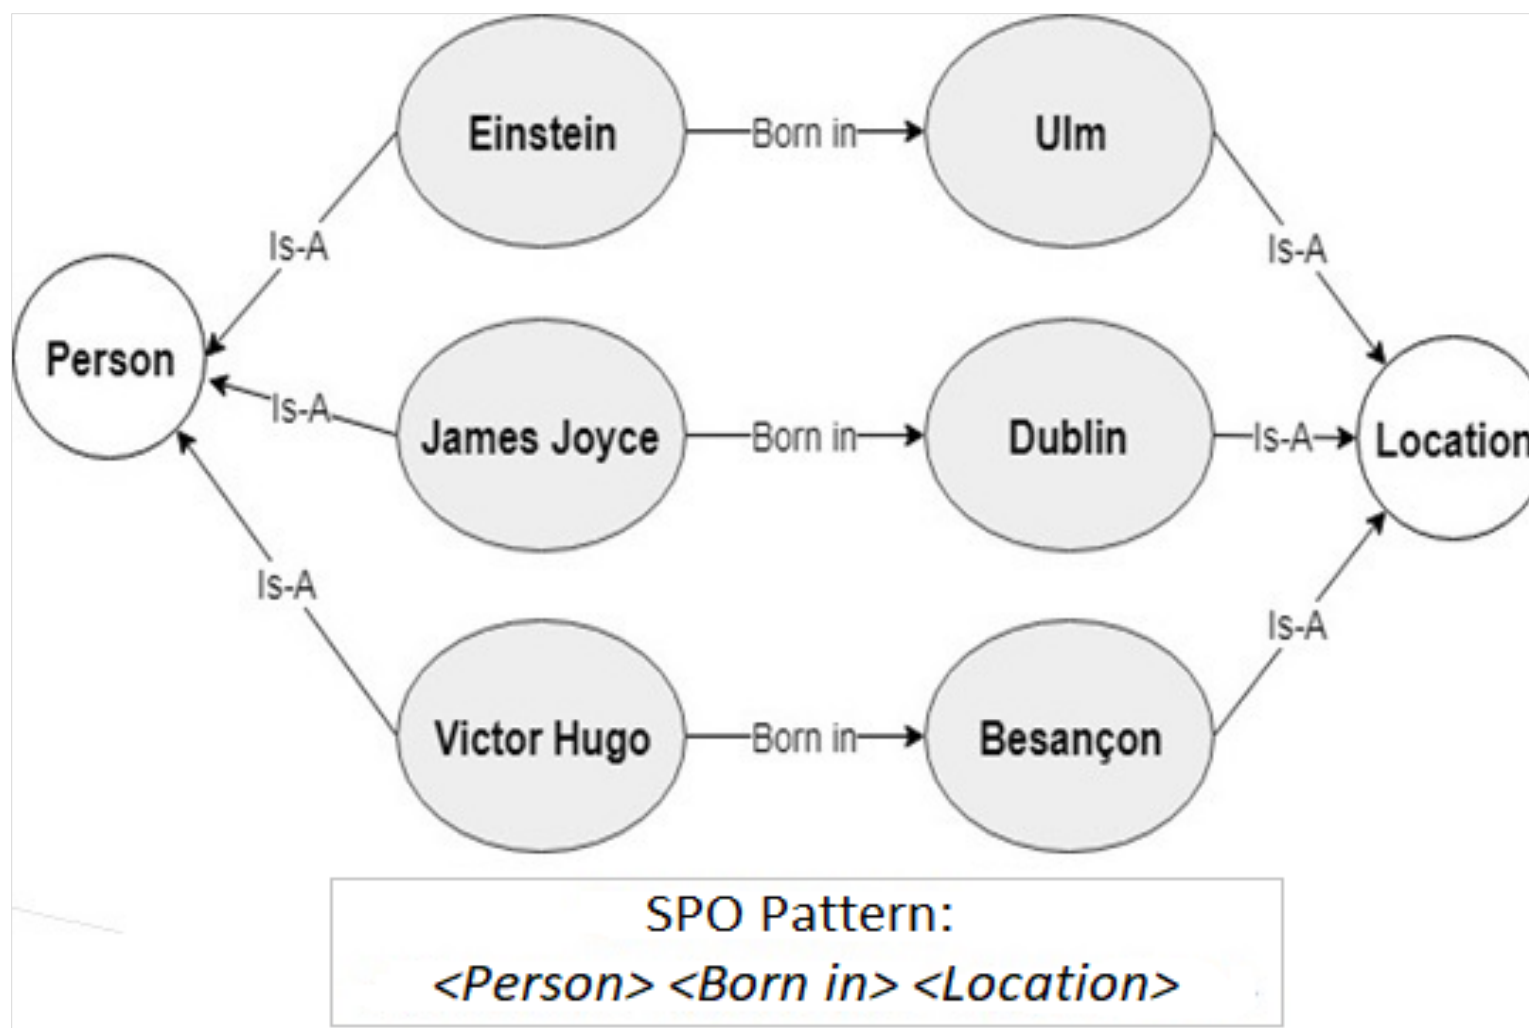 Einstein
Born in
Ulm
Is-A
Is-A
Person
Is-A
James Joyce
Born in
Dublin
Is-A
Location
Is-A
Is-A
Victor Hugo
Born in
Besançon
SPO Pattern:
<Person> <Born in> <Location>